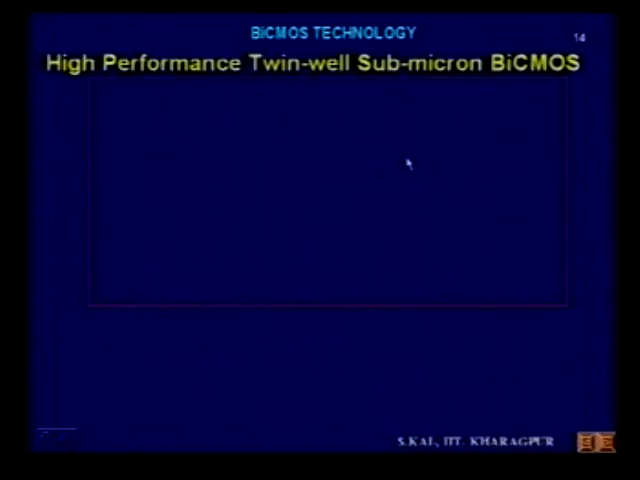 BiCMOS TECHNOLOGY
14
High Performance Twin-well Sub-micron BiCMOS
S.KAL, IIT. KHARAGPUR